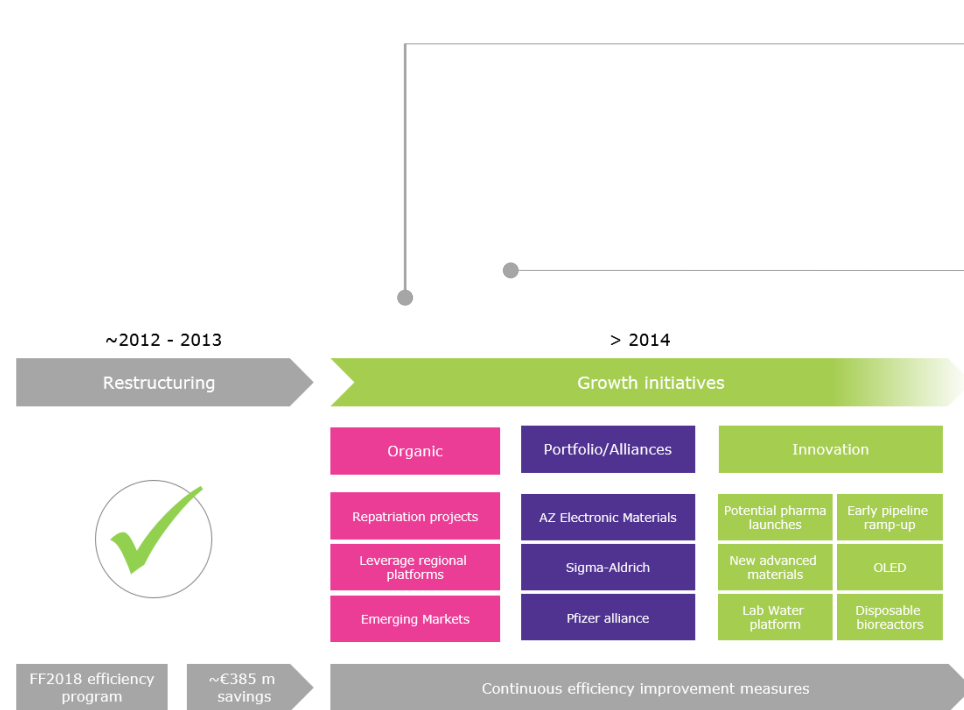 ~2012 - 2013
> 2014
Restructuring
Growth initiatives
Organic
Portfolio/Alliances
Innovation
Repatriation projects
AZ Electronic Materials
Potential pharma
launches
Early pipeline
ramp-up
Leverage regional
platforms
Sigma-Aldrich
New advanced
materials
OLED
Emerging Markets
Pfizer alliance
Lab Water
platform
Disposable
bioreactors
FF2018 efficiency
program
~€385 m
savings
Continuous efficiency improvement measures